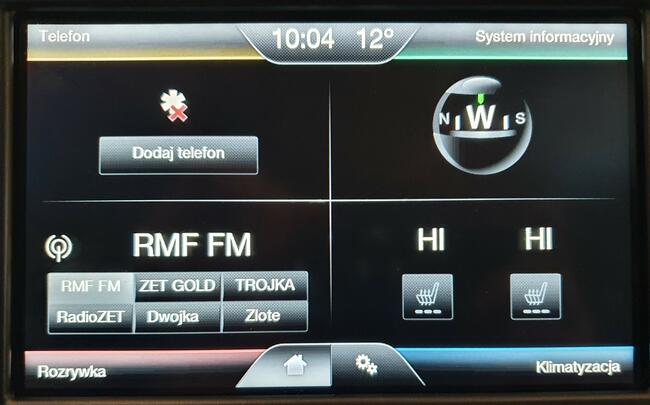 Telefon
10:04 12°
System informacyjny
Dodaj telefon
N W S
RMF FM
HI HI
RMF FM ZET GOLD TROJKA
RadioZET Dwojka Zlote
Rozrywka
Klimatyzacja